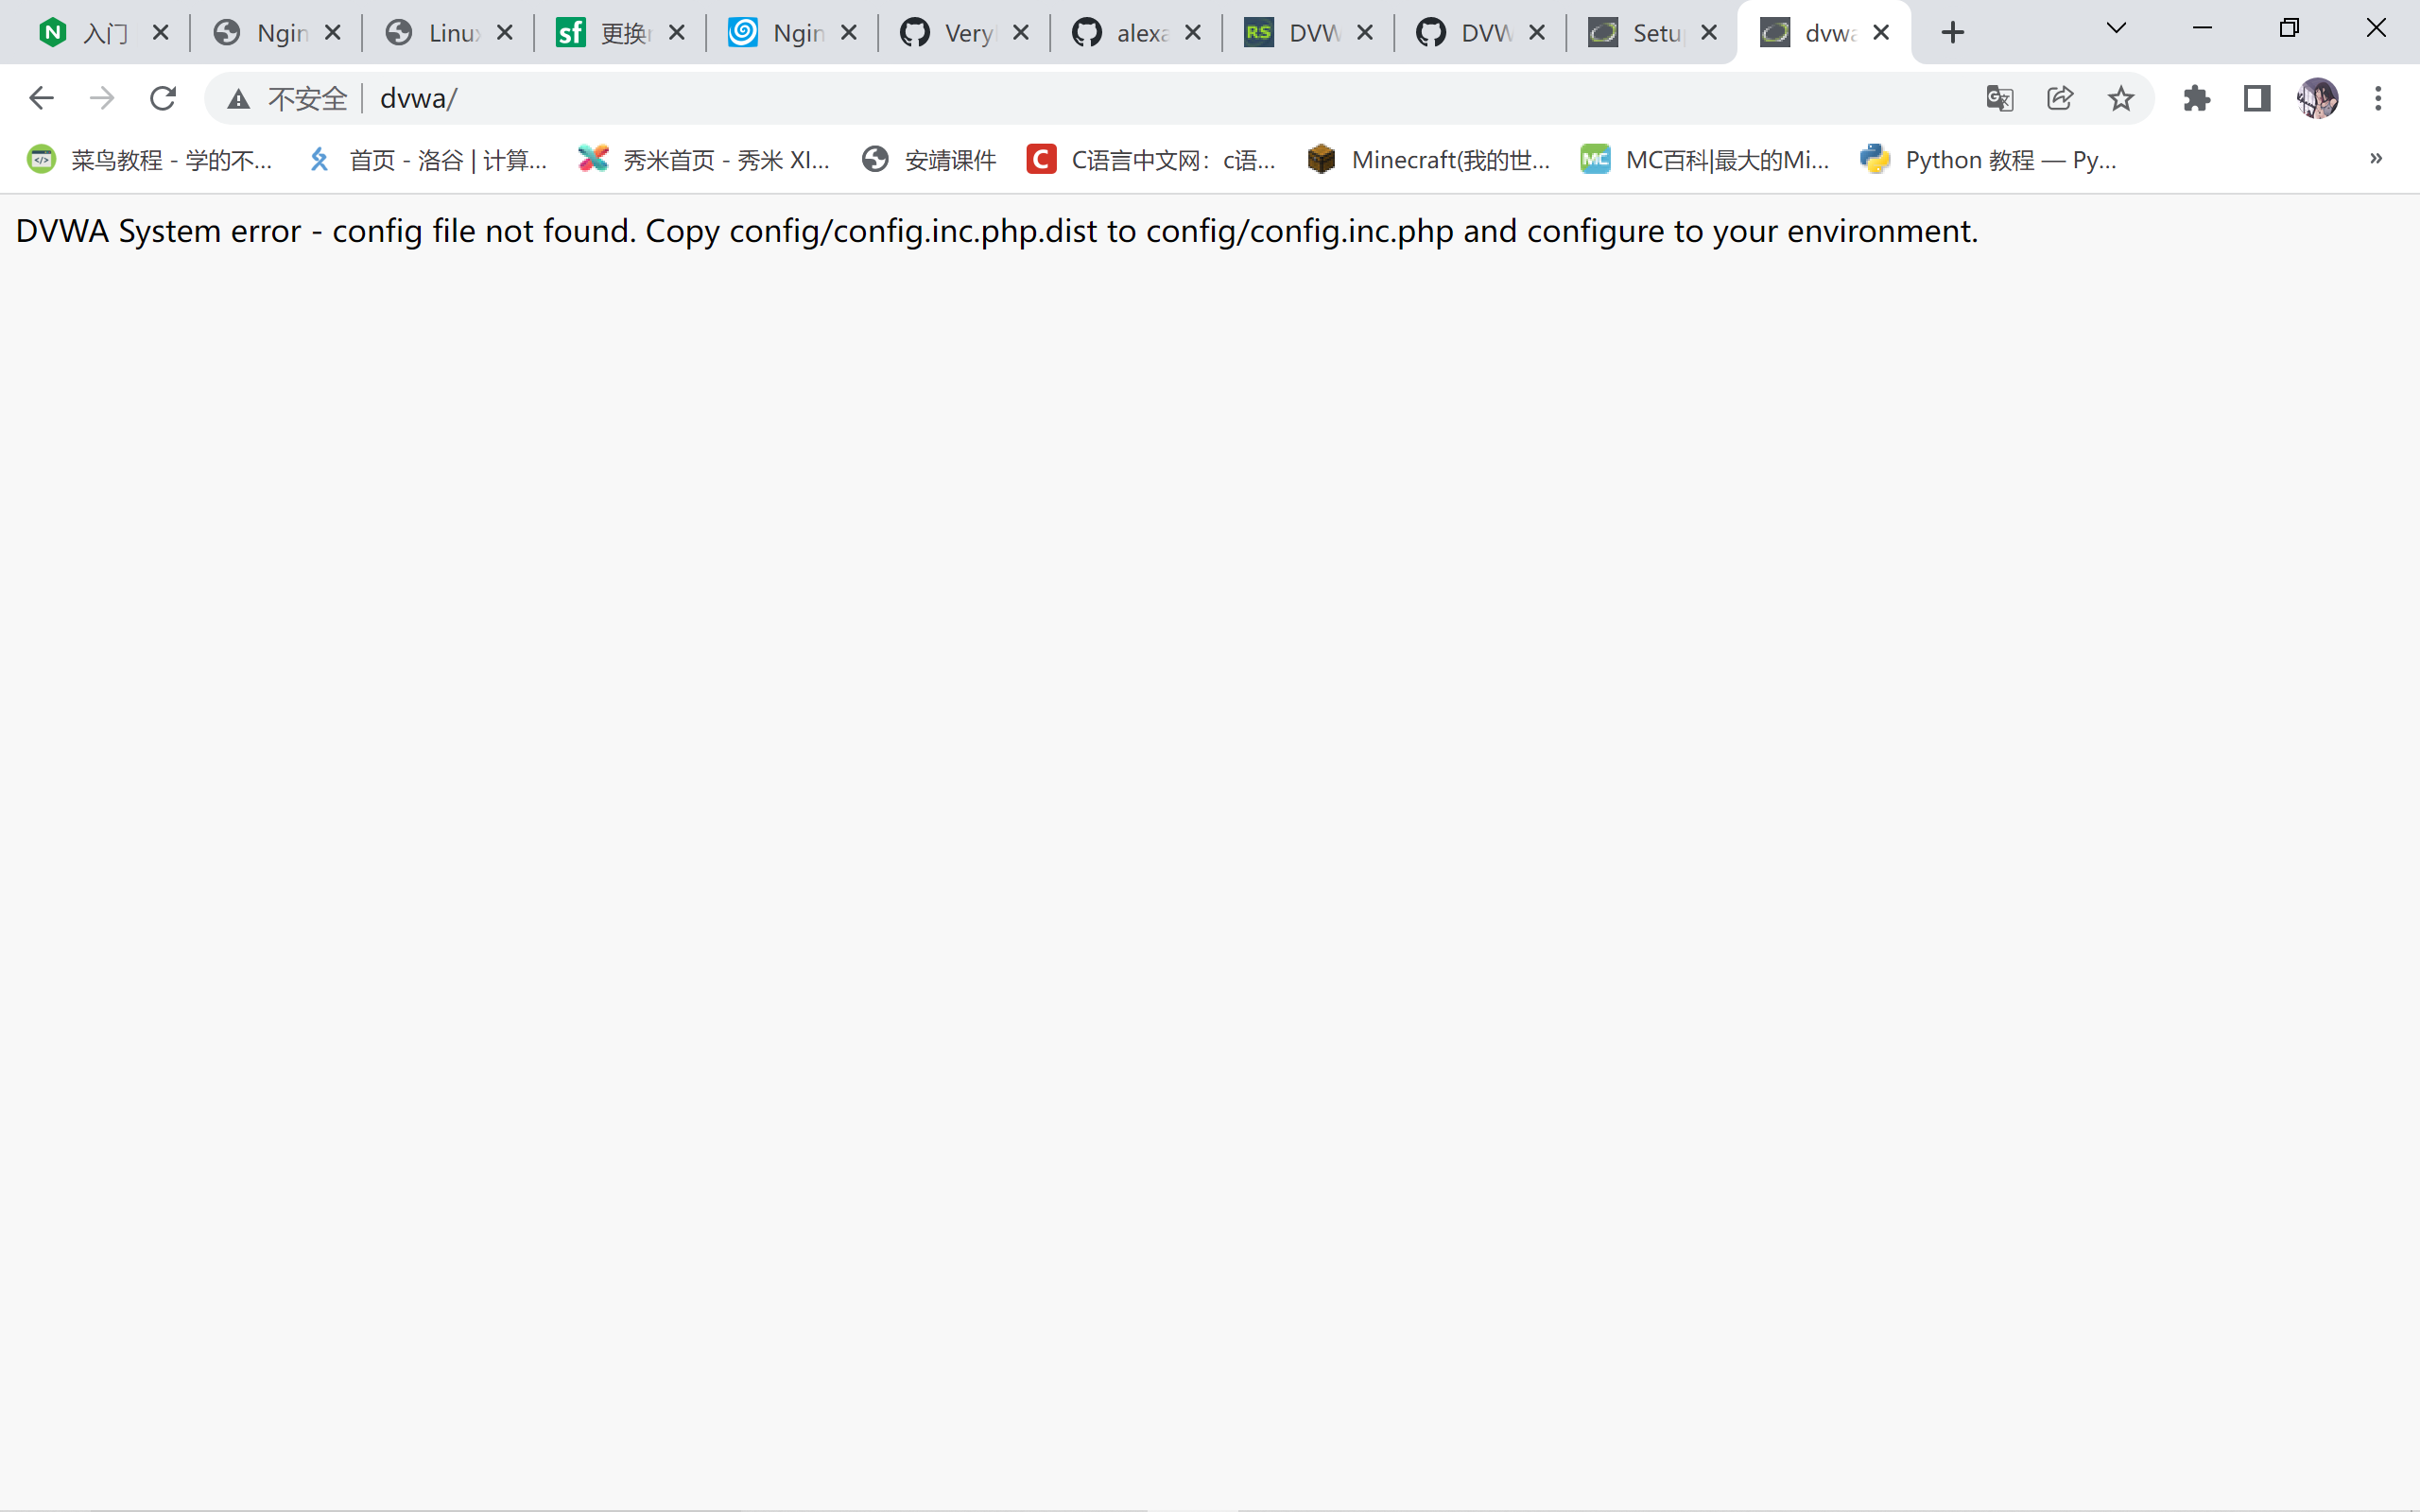 入门 Ngin Linux sf 更换 Ngin Very alexa RS DVW DVW Setu dvwa
不安全 dvwa/
菜鸟教程 - 学的不... 首页 - 洛谷 | 计算... 秀米首页 - 秀米 XI... 安靖课件 C C语言中文网：c语... Minecraft(我的世... MC MC百科|最大的Mi... Python 教程 — Py... »
DVWA System error - config file not found. Copy config/config.inc.php.dist to config/config.inc.php and configure to your environment.